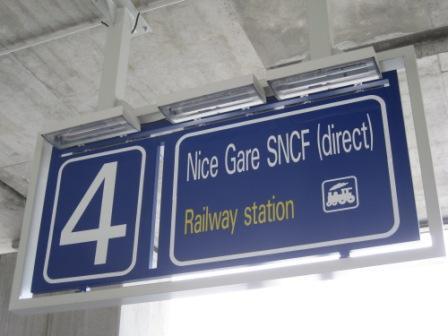 4
Nice Gare SNCF (direct)
Railway station